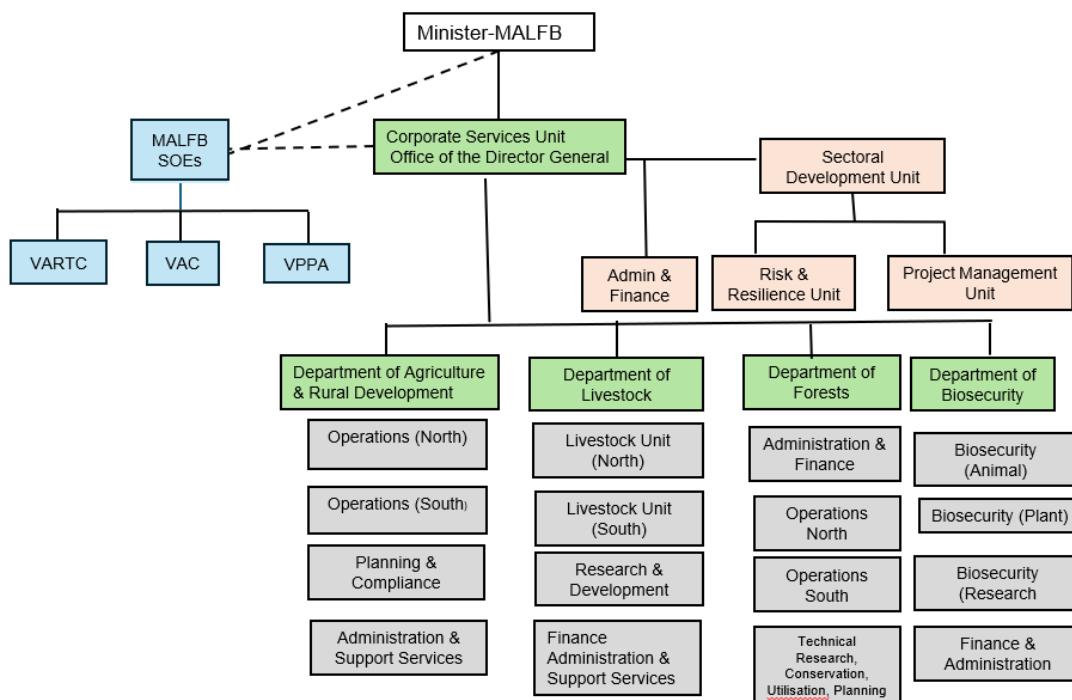 Minister-MALFB
MALFB
SOEs
Corporate Services Unit
Office of the Director General
Sectoral
Development Unit
VARTC
VAC
VPPA
Admin &
Finance
Risk &
Resilience Unit
Project Management
Unit
Department of Agriculture
& Rural Development
Operations (North)
Operations (South)
Planning &
Compliance
Administration &
Support Services
Department of
Livestock
Livestock Unit
(North)
Livestock Unit
(South)
Research &
Development
Finance
Administration &
Support Services
Department of
Forests
Administration &
Finance
Operations
North
Operations
South
Technical
Research,
Conservation,
Utilisation, Planning
Department of
Biosecurity
Biosecurity
(Animal)
Biosecurity (Plant)
Biosecurity
(Research
Finance &
Administration